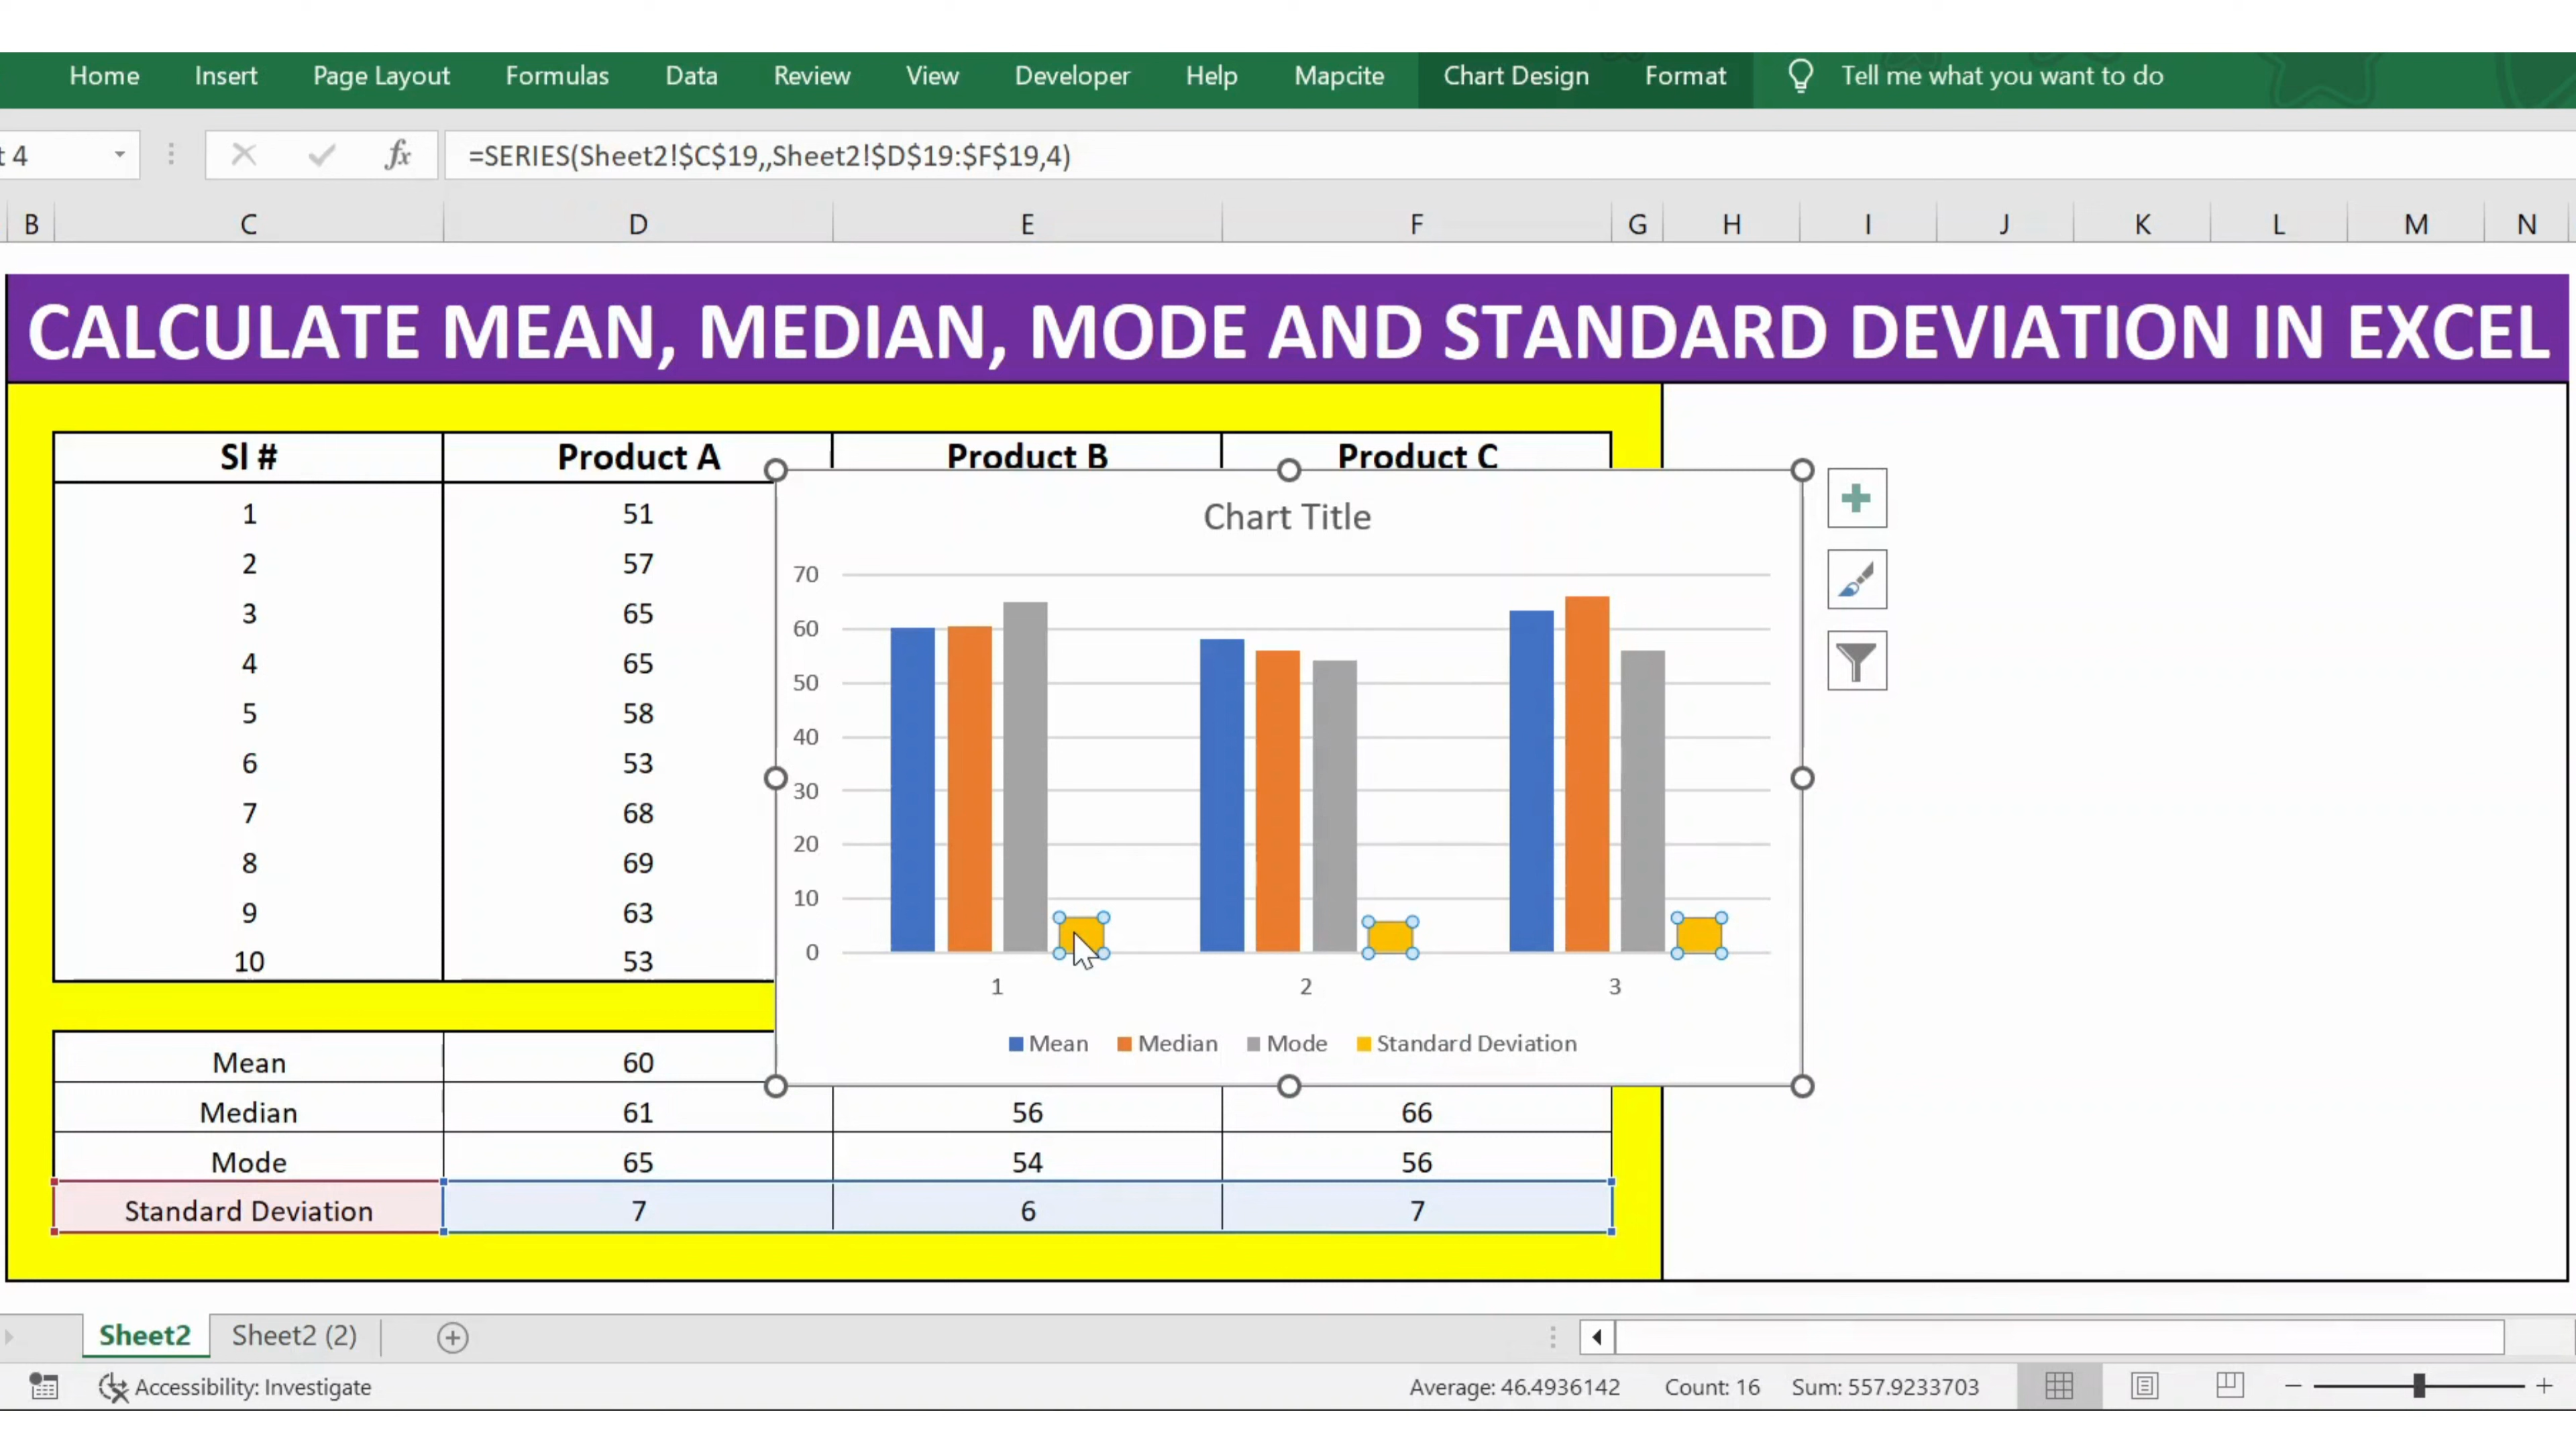 Home Insert Page Layout Formulas Data Review View Developer Help Mapcite Chart Design Format Tell me what you want to do
t 4 fx =SERIES(Sheet2!$C$19,,Sheet2!$D$19:$F$19,4)
B C D E F G H I J K L M N
CALCULATE MEAN, MEDIAN, MODE AND STANDARD DEVIATION IN EXCEL
Sl # Product A Product B Product C
1 51
2 57
3 65
4 65
5 58
6 53
7 68
8 69
9 63
10 53
Chart Title
70
60
50
40
30
20
10
0
1 2 3
Mean Median Mode Standard Deviation
Mean 60
Median 61 56 66
Mode 65 54 56
Standard Deviation 7 6 7
Sheet2 Sheet2 (2)
Accessibility: Investigate Average: 46.4936142 Count: 16 Sum: 557.9233703